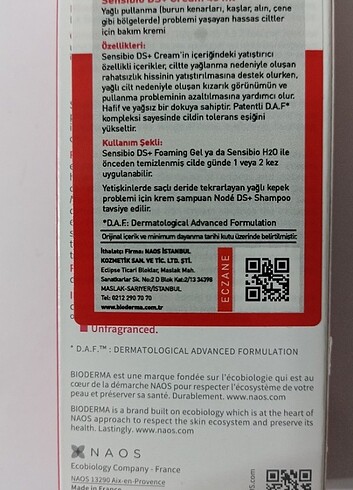 Sensibio DS+ Cream 40 ml
Yağlı pullanma (burun kenarları, kaşlar, alın, çene
gibi bölgelerde) problemi yaşayan hassas ciltler
için bakım kremi
Özellikleri:
Sensibio DS+ Cream'in içeriğindeki yatıştırıcı
özellikli içerikler, ciltte yağlanma nedeniyle oluşan
rahatsızlık hissinin yatıştırılmasına destek olurken,
yağlı cilt nedeniyle oluşan kızarık görünümün ve
pullanma probleminin azaltılmasına yardımcı olur.
Hafif ve yağsız bir dokuya sahiptir. Patentli D.A.F*
kompleksi sayesinde cildin tolerans eşiğini
yükseltir.
Kullanım Şekli:
Sensibio DS+ Foaming Gel ya da Sensibio H2O ile
önceden temizlenmiş cilde günde 1 veya 2 kez
uygulanabilir.
Yetişkinlerde saçlı deride tekrarlayan yağlı kepek
problemi için krem şampuan Nodé DS+ Shampoo
tavsiye edilir.
*D.A.F: Dermatological Advanced Formulation
Orijinal içerik ve minimum dayanma tarihi kutu üzerinde belirtilmiştir.
İthalatçı Firma: NAOS İSTANBUL
KOZMETİK SAN. VE TİC. LTD. ŞTİ.
Eclipse Ticari Bloklar, Maslak Mah.
Sanatkarlar Sk. No:2 D Blok Kat:2/13 34398
MASLAK-SARIYER/İSTANBUL
Tel: 0212 290 70 70
www.bioderma.com.tr
ECZANE
Unfragranced.
* D.A.F.™ : DERMATOLOGICAL ADVANCED FORMULATION
BIODERMA est une marque fondée sur l'écobiologie qui est au
cœur de la démarche NAOS pour respecter l'écosystème de votre
peau et préserver sa santé. Durablement. www.naos.com
BIODERMA is a brand built on ecobiology which is at the heart of
NAOS approach to respect the skin ecosystem and preserve its
health. Lastingly. www.naos.com
NAOS
Ecobiology Company - France
NAOS 13290 Aix-en-Provence
Made in France